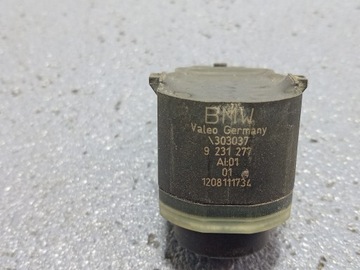 BMW
Valeo Germany
\303037
9 231 277
AI:01
01
1208111734